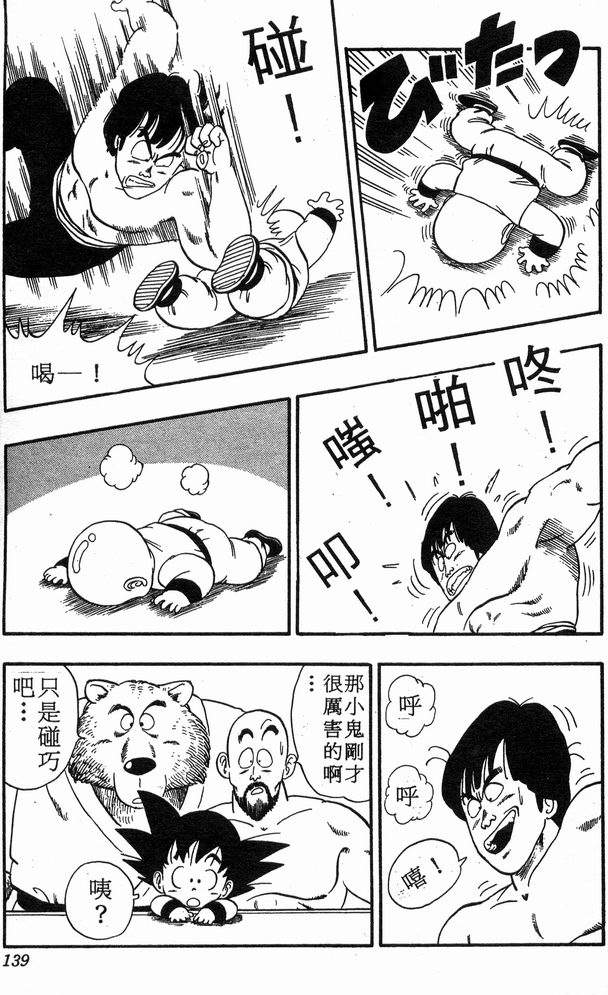 びたっ
碰！
喝—！
咚！
啪！
嗤！
叩！
呼
呼
嘻！
那小鬼剛才
很厲害的啊
…
只是碰巧
吧…
咦？
139